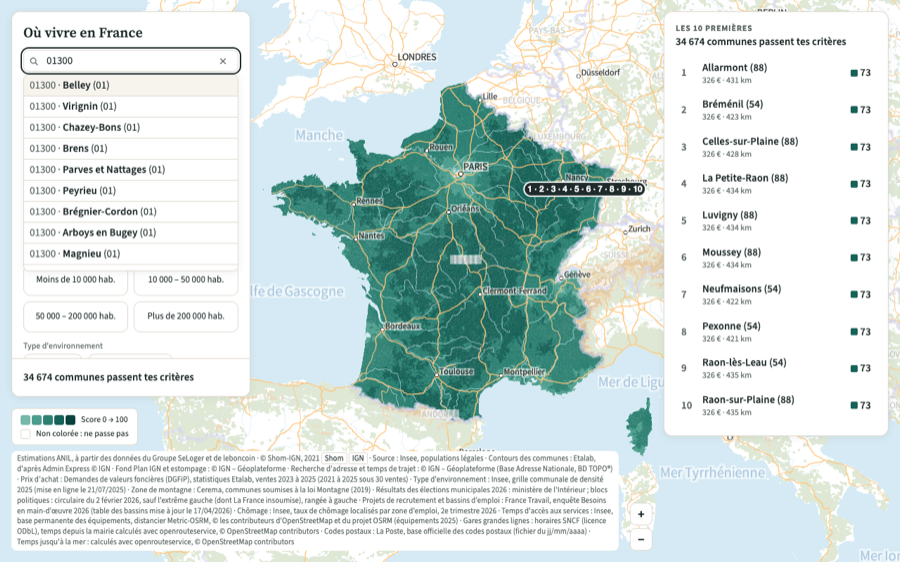 Où vivre en France
01300
01300 · Belley (01)
01300 · Virignin (01)
01300 · Chazey-Bons (01)
01300 · Brens (01)
01300 · Parves et Nattages (01)
01300 · Peyrieu (01)
01300 · Brégnier-Cordon (01)
01300 · Arboys en Bugey (01)
01300 · Magnieu (01)
Moins de 10 000 hab.
10 000 – 50 000 hab.
50 000 – 200 000 hab.
Plus de 200 000 hab.
Type d'environnement
34 674 communes passent tes critères
Score 0 → 100
Non colorée : ne passe pas
LONDRES
PAYS-BAS
Düsseldorf
BELGIQUE
Lille
Manche
LUXEMBOURG
Rouen
PARIS
Nancy
Strasbourg
1 · 2 · 3 · 4 · 5 · 6 · 7 · 8 · 9 · 10
Rennes
Orléans
Nantes
Zurich
SUISSE
Genève
lfe de Gascogne
Clermont-Ferrand
Bordeaux
Toulouse
Montpellier
Mer de Ligu
Mer Tyrrhénienne
Mer Ion
LES 10 PREMIÈRES
34 674 communes passent tes critères
1 Allarmont (88) 73
326 € · 431 km
2 Bréménil (54) 73
326 € · 423 km
3 Celles-sur-Plaine (88) 73
326 € · 428 km
4 La Petite-Raon (88) 73
326 € · 434 km
5 Luvigny (88) 73
326 € · 434 km
6 Moussey (88) 73
326 € · 434 km
7 Neufmaisons (54) 73
326 € · 422 km
8 Pexonne (54) 73
326 € · 421 km
9 Raon-lès-Leau (54) 73
326 € · 435 km
10 Raon-sur-Plaine (88) 73
326 € · 435 km
Estimations ANIL, à partir des données du Groupe SeLoger et de leboncoin · © Shom-IGN, 2021 Shom IGN · Source : Insee, populations légales · Contours des communes : Etalab,
d'après Admin Express © IGN · Fond Plan IGN et estompage : © IGN – Géoplateforme · Recherche d'adresse et temps de trajet : © IGN – Géoplateforme (Base Adresse Nationale, BD TOPO®)
· Prix d'achat : Demandes de valeurs foncières (DGFiP), statistiques Etalab, ventes 2023 à 2025 (2021 à 2025 sous 30 ventes) · Type d'environnement : Insee, grille communale de densité
2025 (mise en ligne le 21/07/2025) · Zone de montagne : Cerema, communes soumises à la loi Montagne (2019) · Résultats des élections municipales 2026 : ministère de l'Intérieur ; blocs
politiques : circulaire du 2 février 2026, sauf l'extrême gauche (dont La France insoumise), rangée à gauche · Projets de recrutement et bassins d'emploi : France Travail, enquête Besoins
en main-d'œuvre 2026 (table des bassins mise à jour le 17/04/2026) · Chômage : Insee, taux de chômage localisés par zone d'emploi, 2e trimestre 2026 · Temps d'accès aux services : Insee,
base permanente des équipements, distancier Metric-OSRM, © les contributeurs d'OpenStreetMap et du projet OSRM (équipements 2025) · Gares grandes lignes : horaires SNCF (licence
ODbL), temps depuis la mairie calculés avec openrouteservice, © OpenStreetMap contributors · Codes postaux : La Poste, base officielle des codes postaux (fichier du jj/mm/aaaa) ·
Temps jusqu'à la mer : calculés avec openrouteservice, © OpenStreetMap contributors
+
−